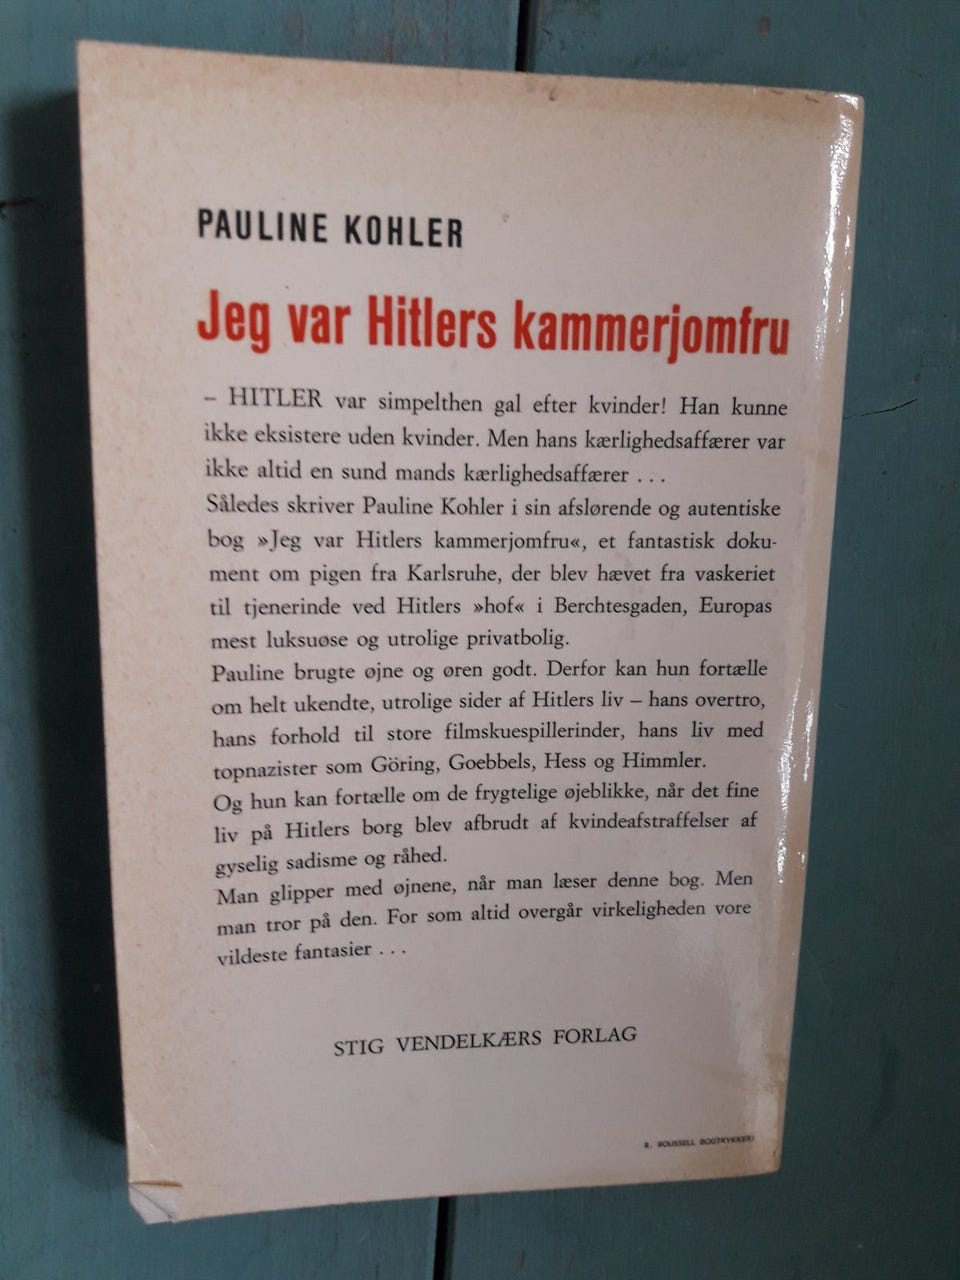 PAULINE KOHLER
Jeg var Hitlers kammerjomfru
– HITLER var simpelthen gal efter kvinder! Han kunne
ikke eksistere uden kvinder. Men hans kærlighedsaffærer var
ikke altid en sund mands kærlighedsaffærer . . .
Således skriver Pauline Kohler i sin afslørende og autentiske
bog »Jeg var Hitlers kammerjomfru«, et fantastisk doku-
ment om pigen fra Karlsruhe, der blev hævet fra vaskeriet
til tjenerinde ved Hitlers »hof« i Berchtesgaden, Europas
mest luksuøse og utrolige privatbolig.
Pauline brugte øjne og øren godt. Derfor kan hun fortælle
om helt ukendte, utrolige sider af Hitlers liv – hans overtro,
hans forhold til store filmskuespillerinder, hans liv med
topnazister som Göring, Goebbels, Hess og Himmler.
Og hun kan fortælle om de frygtelige øjeblikke, når det fine
liv på Hitlers borg blev afbrudt af kvindeafstraffelser af
gyselig sadisme og råhed.
Man glipper med øjnene, når man læser denne bog. Men
man tror på den. For som altid overgår virkeligheden vore
vildeste fantasier . . .
STIG VENDELKÆRS FORLAG
R. ROUSSELL BOGTRYKKERI